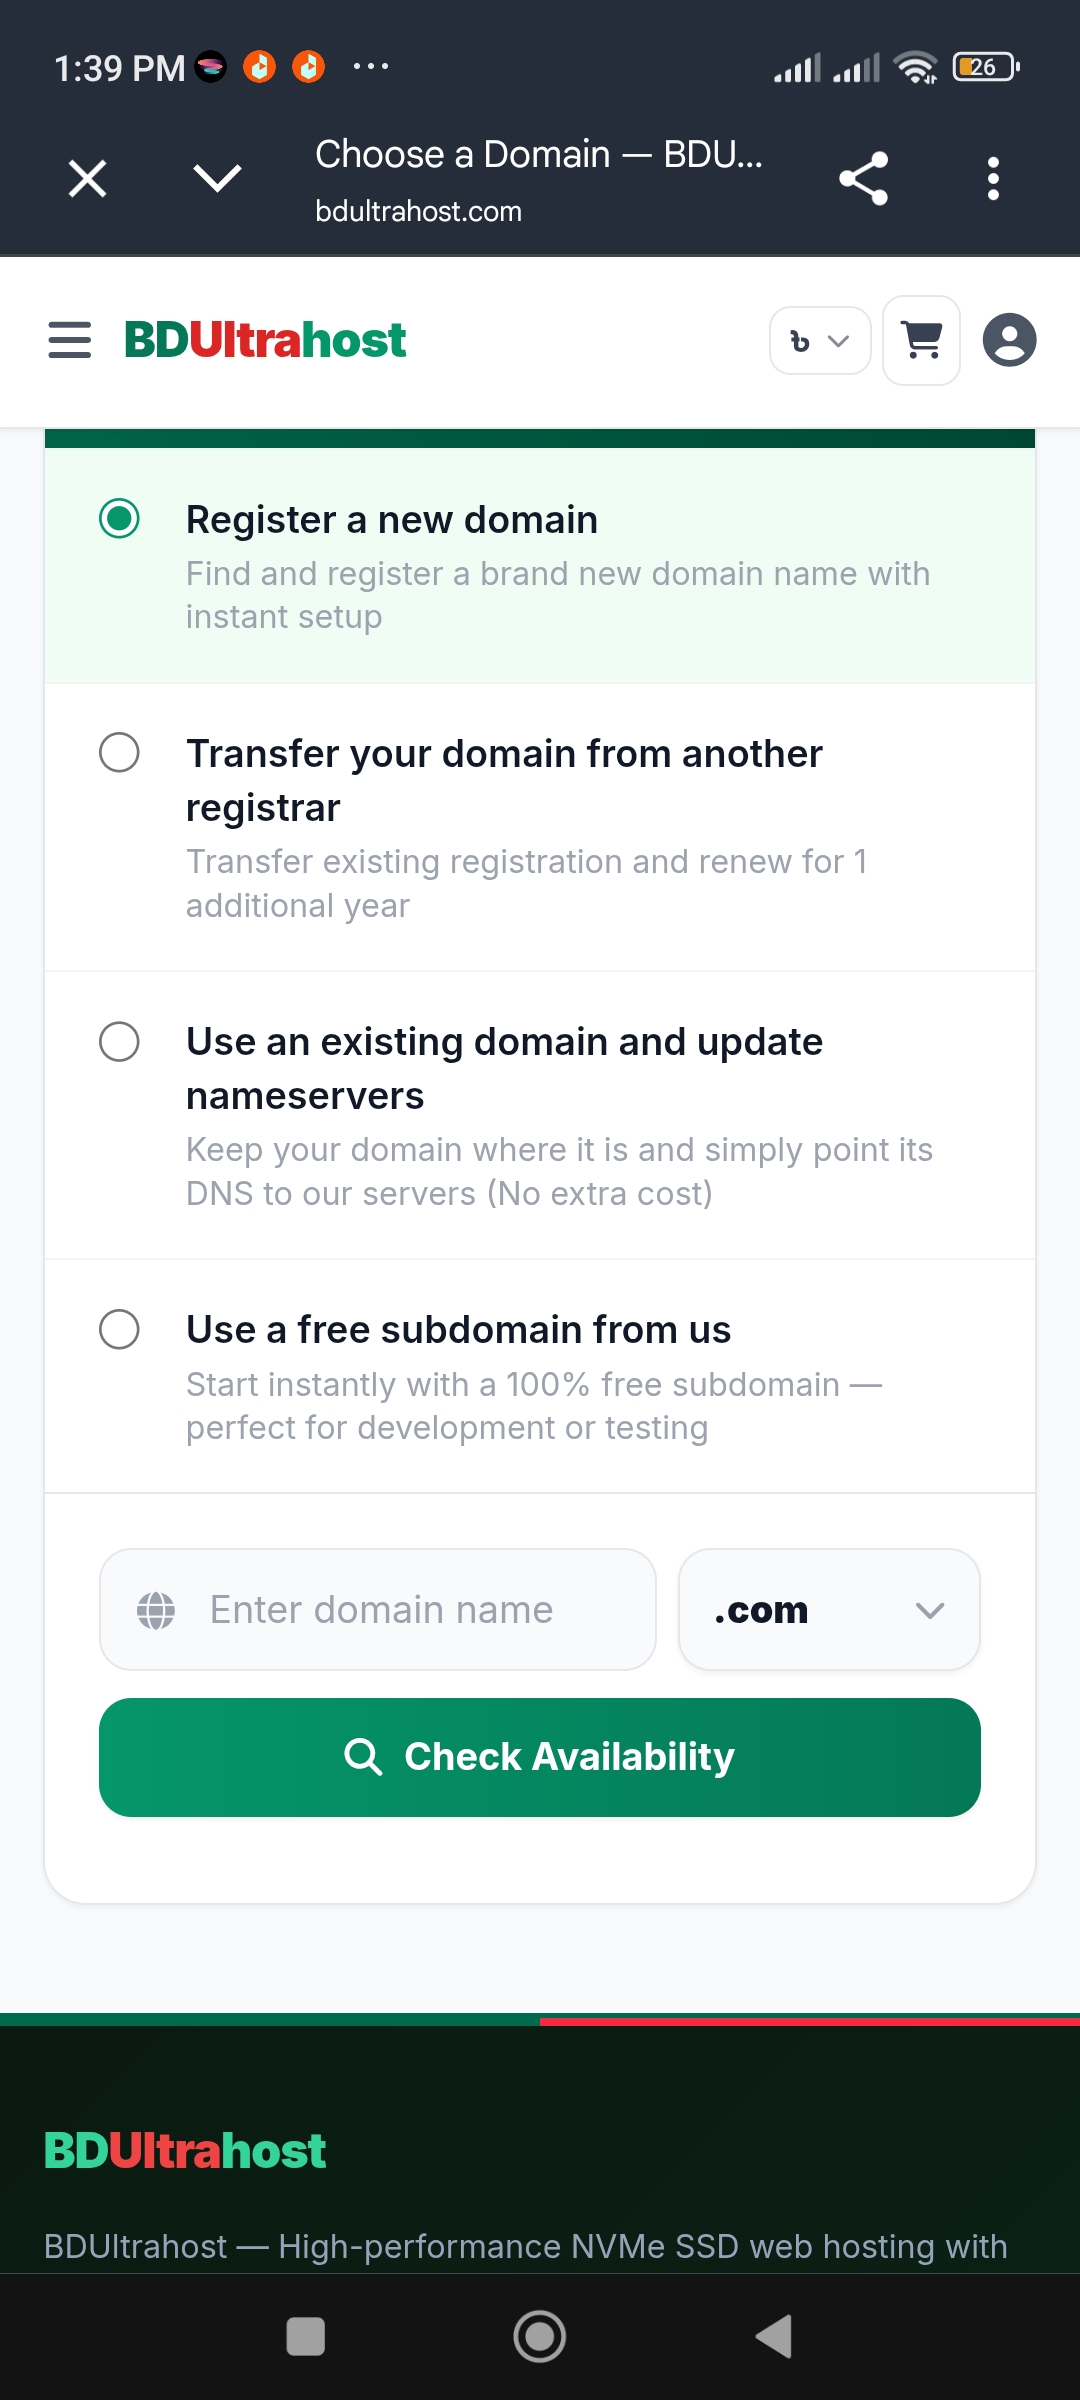 1:39 PM
26
Choose a Domain — BDU...
bdultrahost.com
BDUltrahost
৳
Register a new domain
Find and register a brand new domain name with
instant setup
Transfer your domain from another
registrar
Transfer existing registration and renew for 1
additional year
Use an existing domain and update
nameservers
Keep your domain where it is and simply point its
DNS to our servers (No extra cost)
Use a free subdomain from us
Start instantly with a 100% free subdomain —
perfect for development or testing
Enter domain name
.com
Check Availability
BDUltrahost
BDUltrahost — High-performance NVMe SSD web hosting with